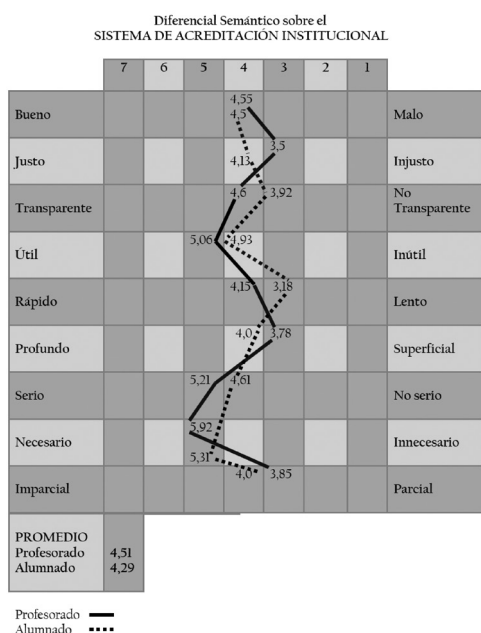 Diferencial Semántico sobre el
SISTEMA DE ACREDITACIÓN INSTITUCIONAL
7 6 5 4 3 2 1
4,55
Bueno 4,5 Malo
3,5
Justo 4,13 Injusto
4,6 3,92 No
Transparente Transparente
5,06 4,93
Útil Inútil
4,15 3,18
Rápido Lento
4,0 3,78
Profundo Superficial
5,21 4,61
Serio No serio
5,92
Necesario Innecesario
5,31
4,0 3,85
Imparcial Parcial
PROMEDIO
Profesorado 4,51
Alumnado 4,29
Profesorado
Alumnado